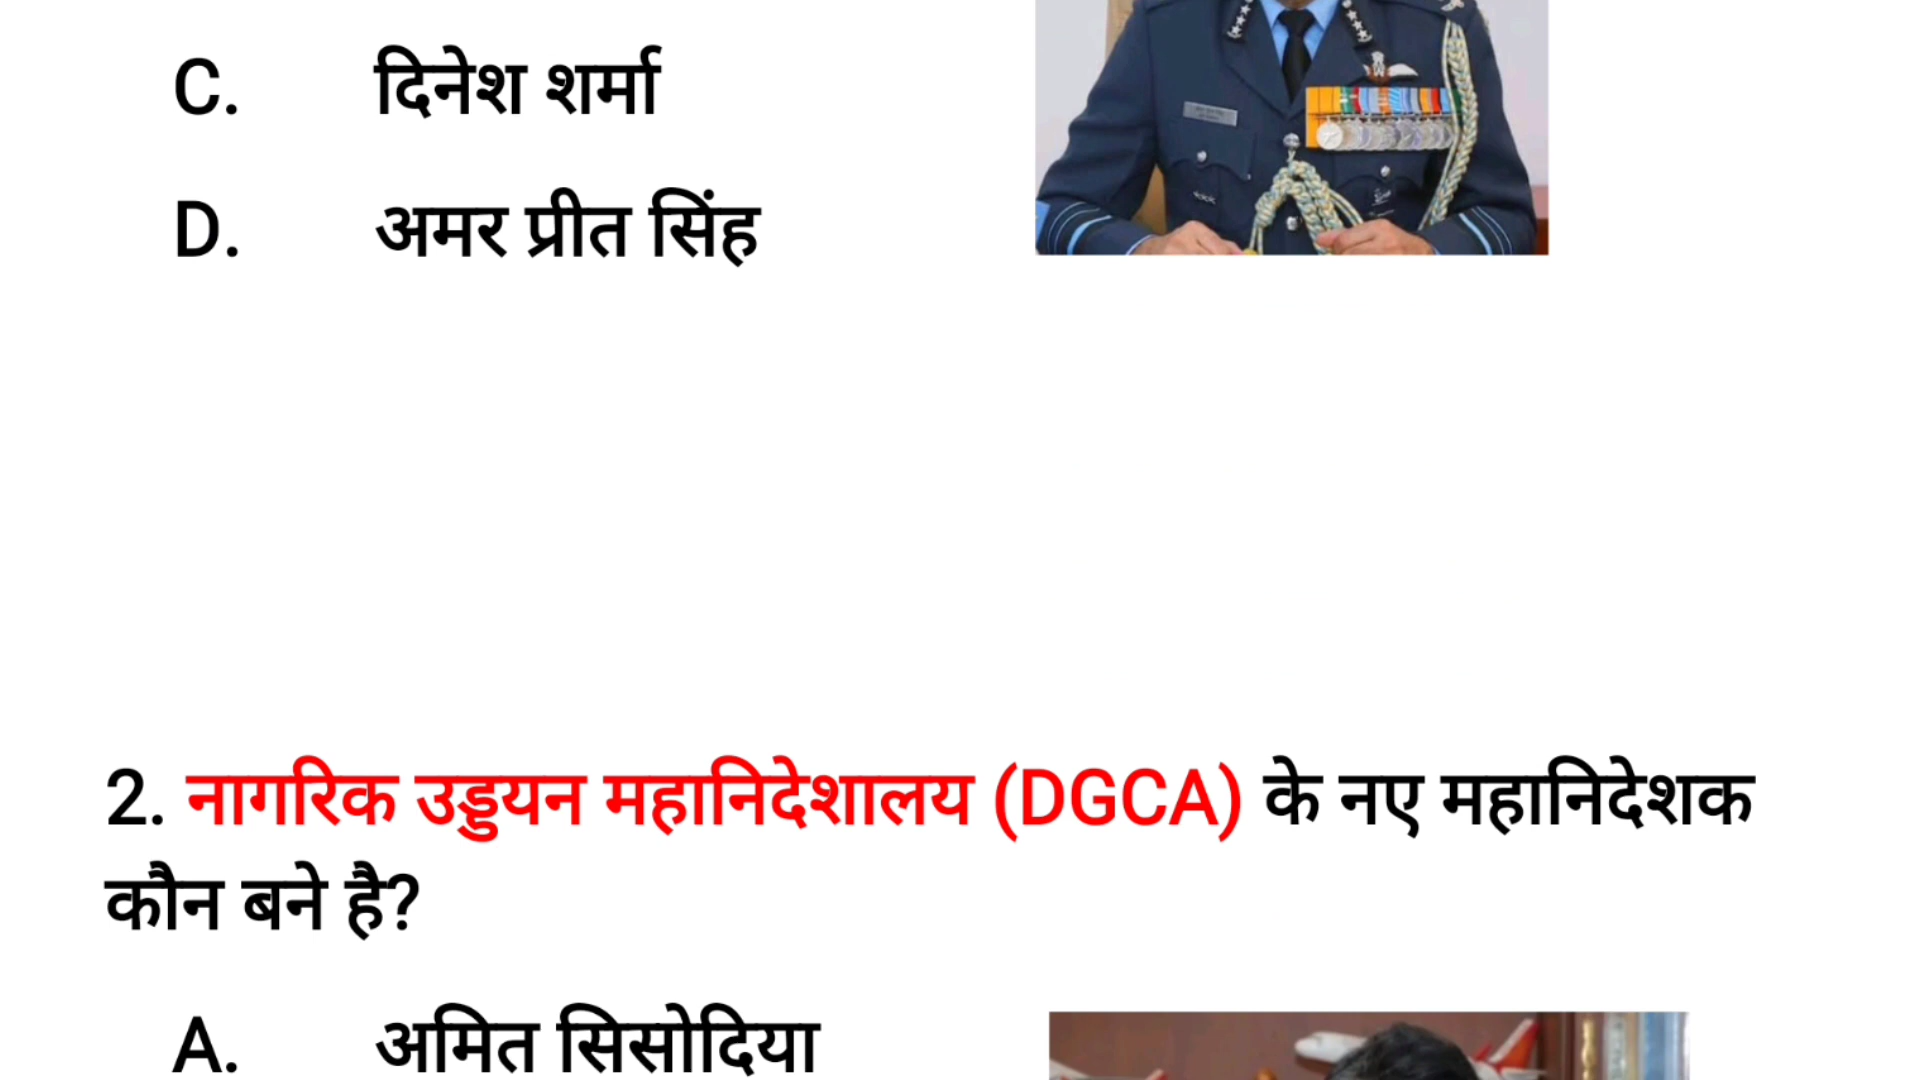 C. दिनेश शर्मा
D. अमर प्रीत सिंह
2. नागरिक उड्डयन महानिदेशालय (DGCA) के नए महानिदेशक
कौन बने है?
A. अमित सिसोदिया